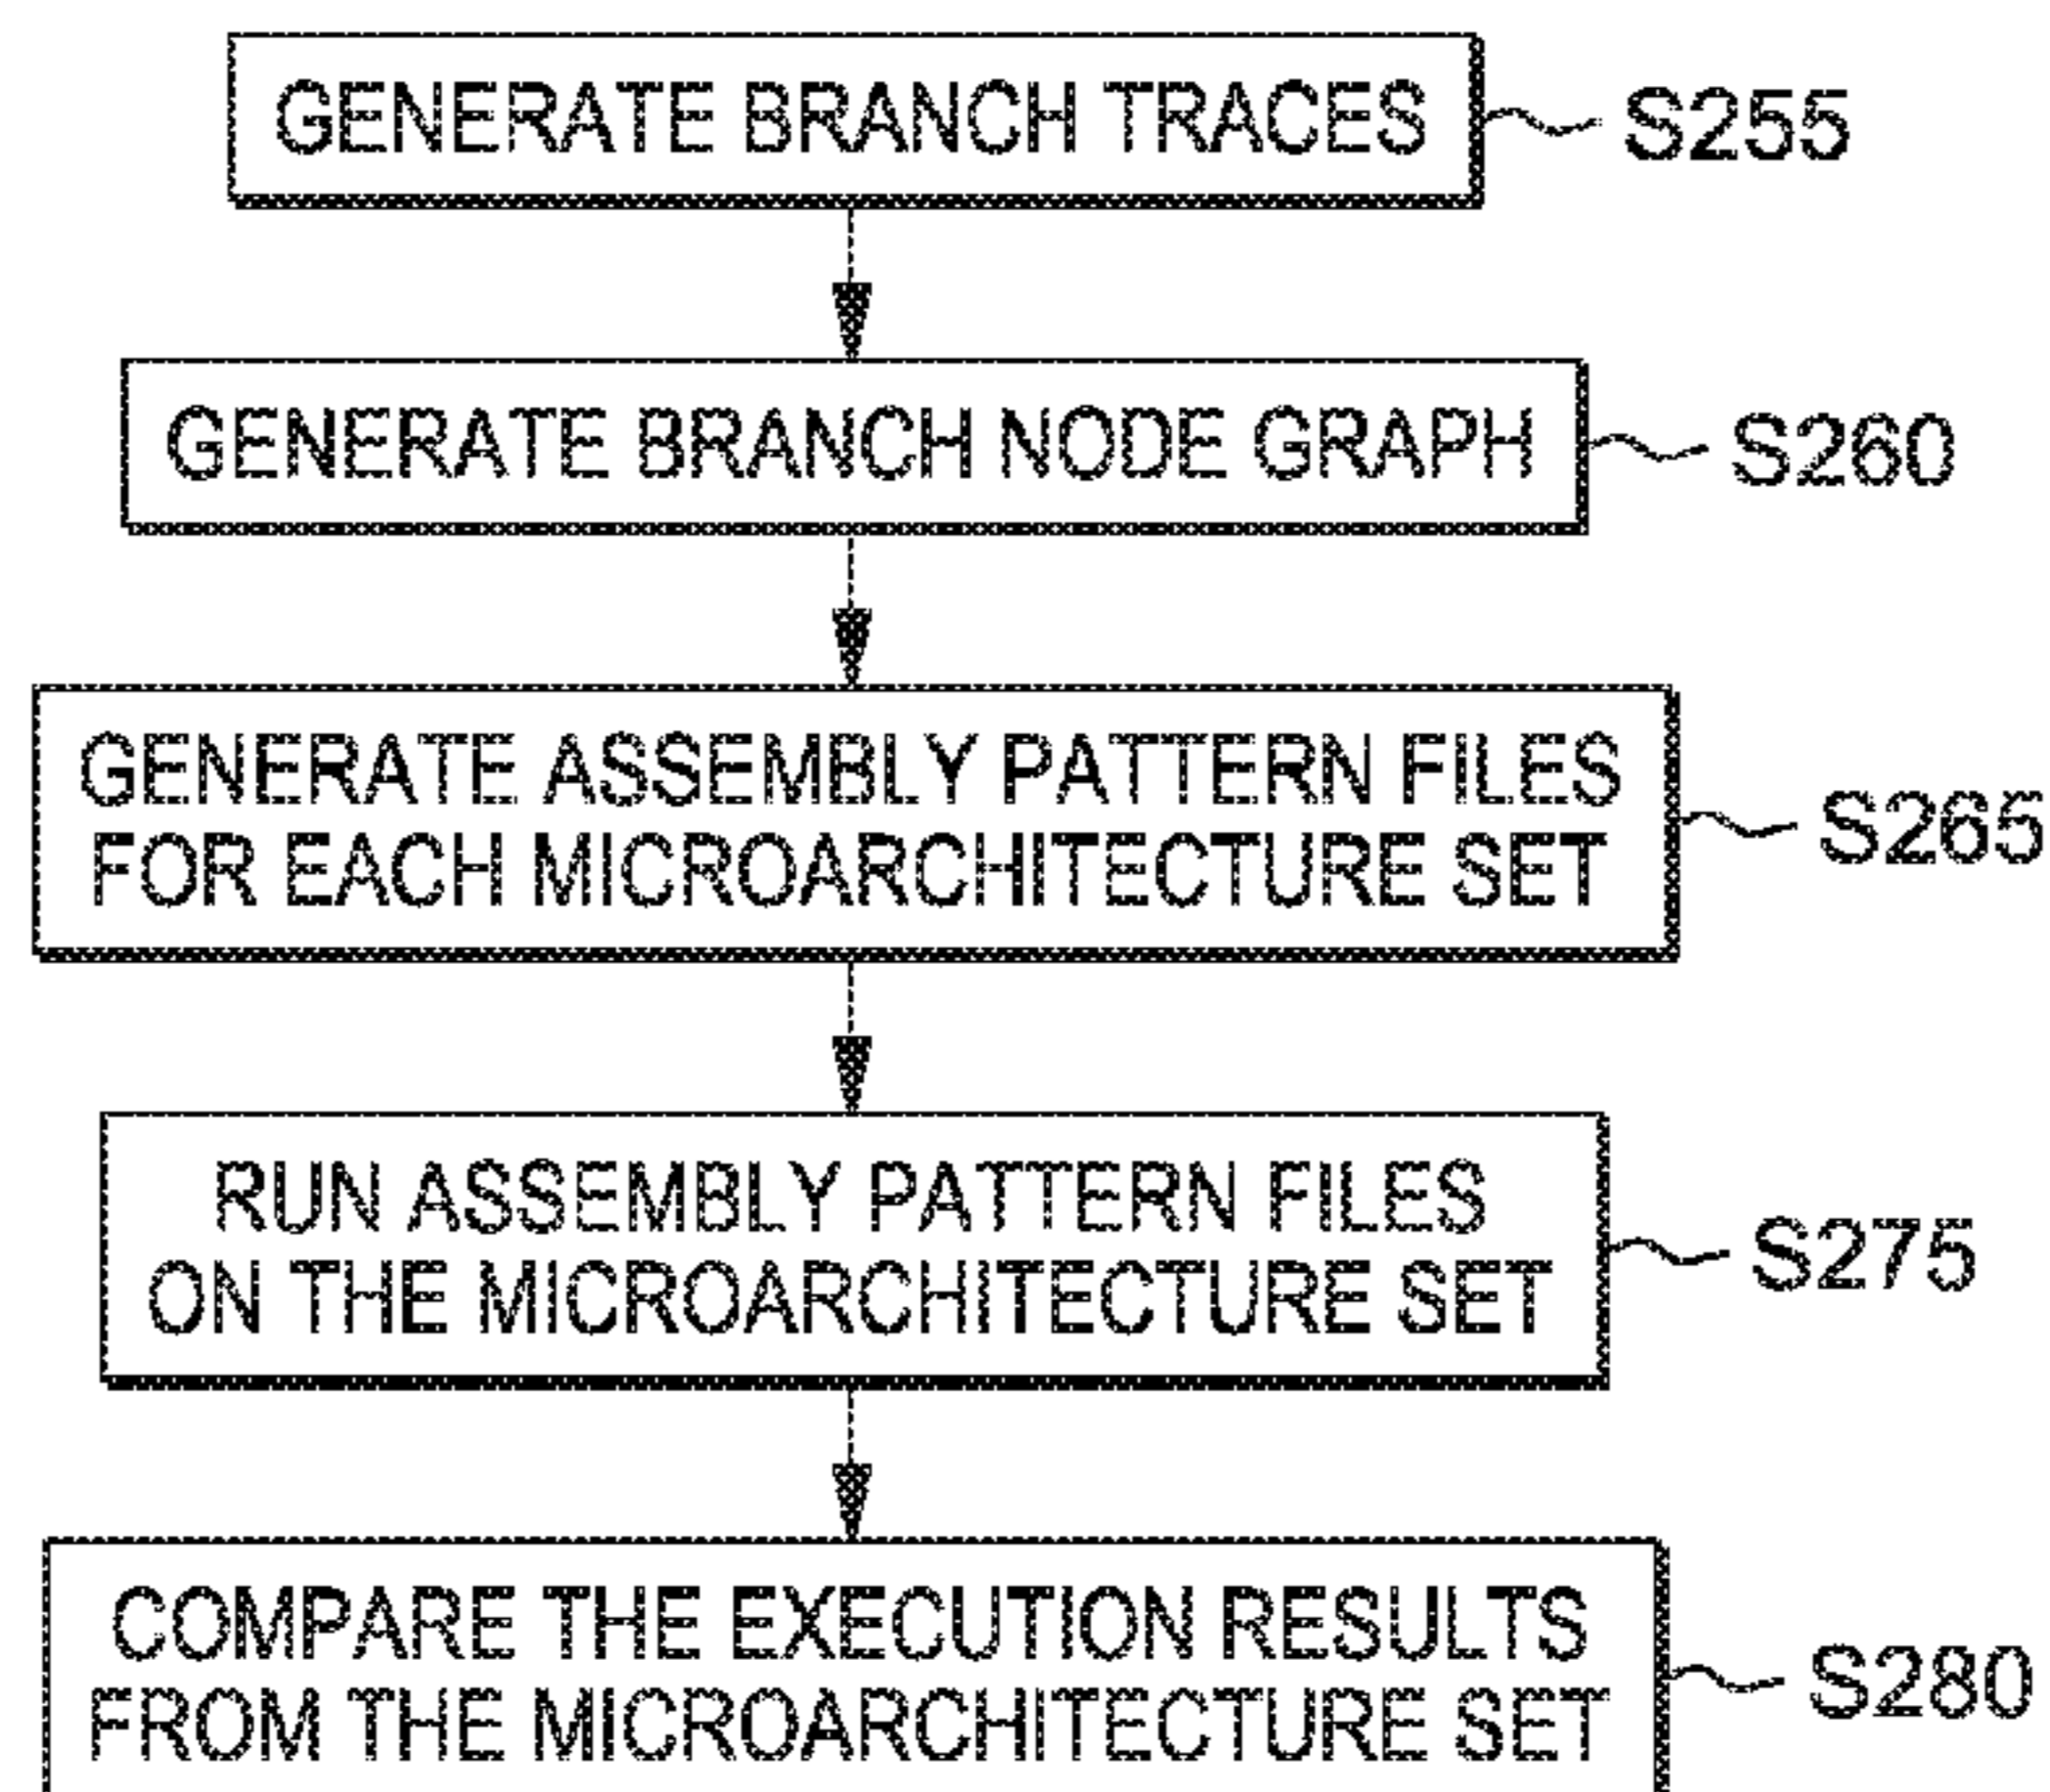 GENERATE BRANCH TRACES
S255
GENERATE BRANCH NODE GRAPH
S260
GENERATE ASSEMBLY PATTERN FILES
FOR EACH MICROARCHITECTURE SET
S265
RUN ASSEMBLY PATTERN FILES
ON THE MICROARCHITECTURE SET
S275
COMPARE THE EXECUTION RESULTS
FROM THE MICROARCHITECTURE SET
S280